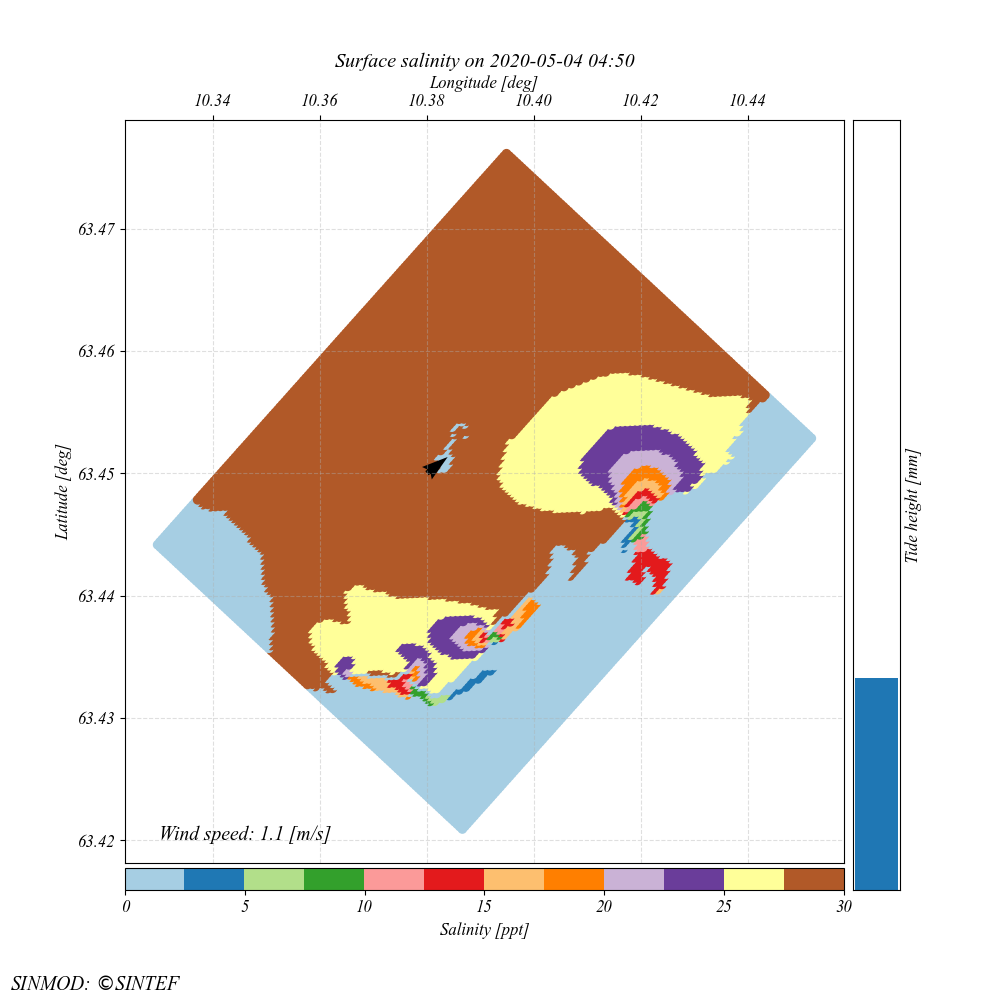 Surface salinity on 2020-05-04 04:50
Longitude [deg]
10.34 10.36 10.38 10.40 10.42 10.44
63.47
63.46
63.45
63.44
63.43
63.42
Latitude [deg]
Tide height [mm]
Wind speed: 1.1 [m/s]
0 5 10 15 20 25 30
Salinity [ppt]
SINMOD: ©SINTEF